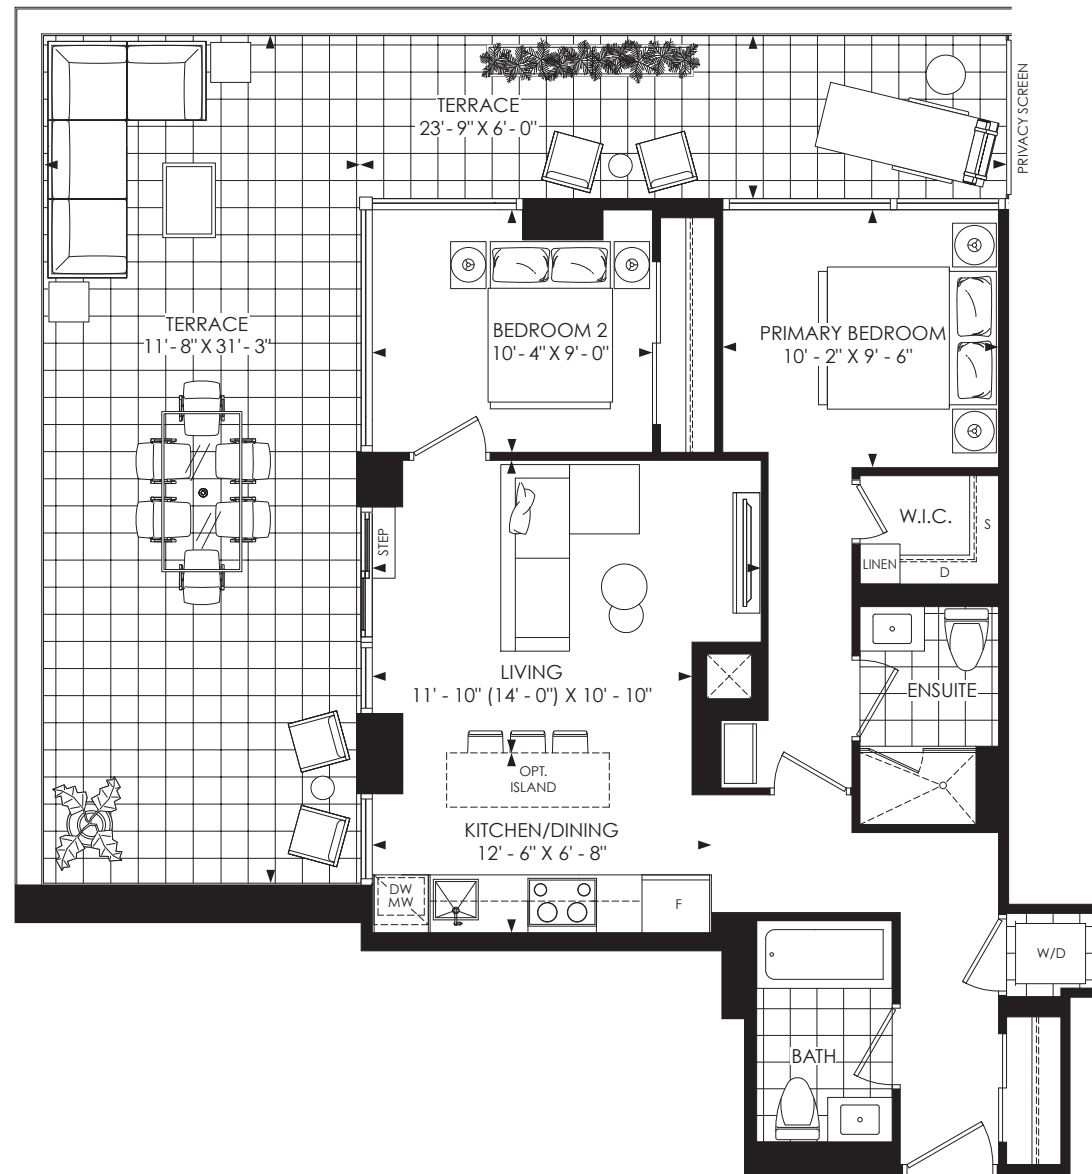 TERRACE
23'- 9" X 6'- 0"
PRIVACY SCREEN
TERRACE
11'- 8" X 31'- 3"
BEDROOM 2
10'- 4" X 9'- 0"
PRIMARY BEDROOM
10' - 2" X 9' - 6"
STEP
W.I.C.
S
LINEN
D
LIVING
11' - 10" (14' - 0") X 10' - 10"
ENSUITE
OPT.
ISLAND
KITCHEN/DINING
12' - 6" X 6' - 8"
DW
MW
F
W/D
BATH